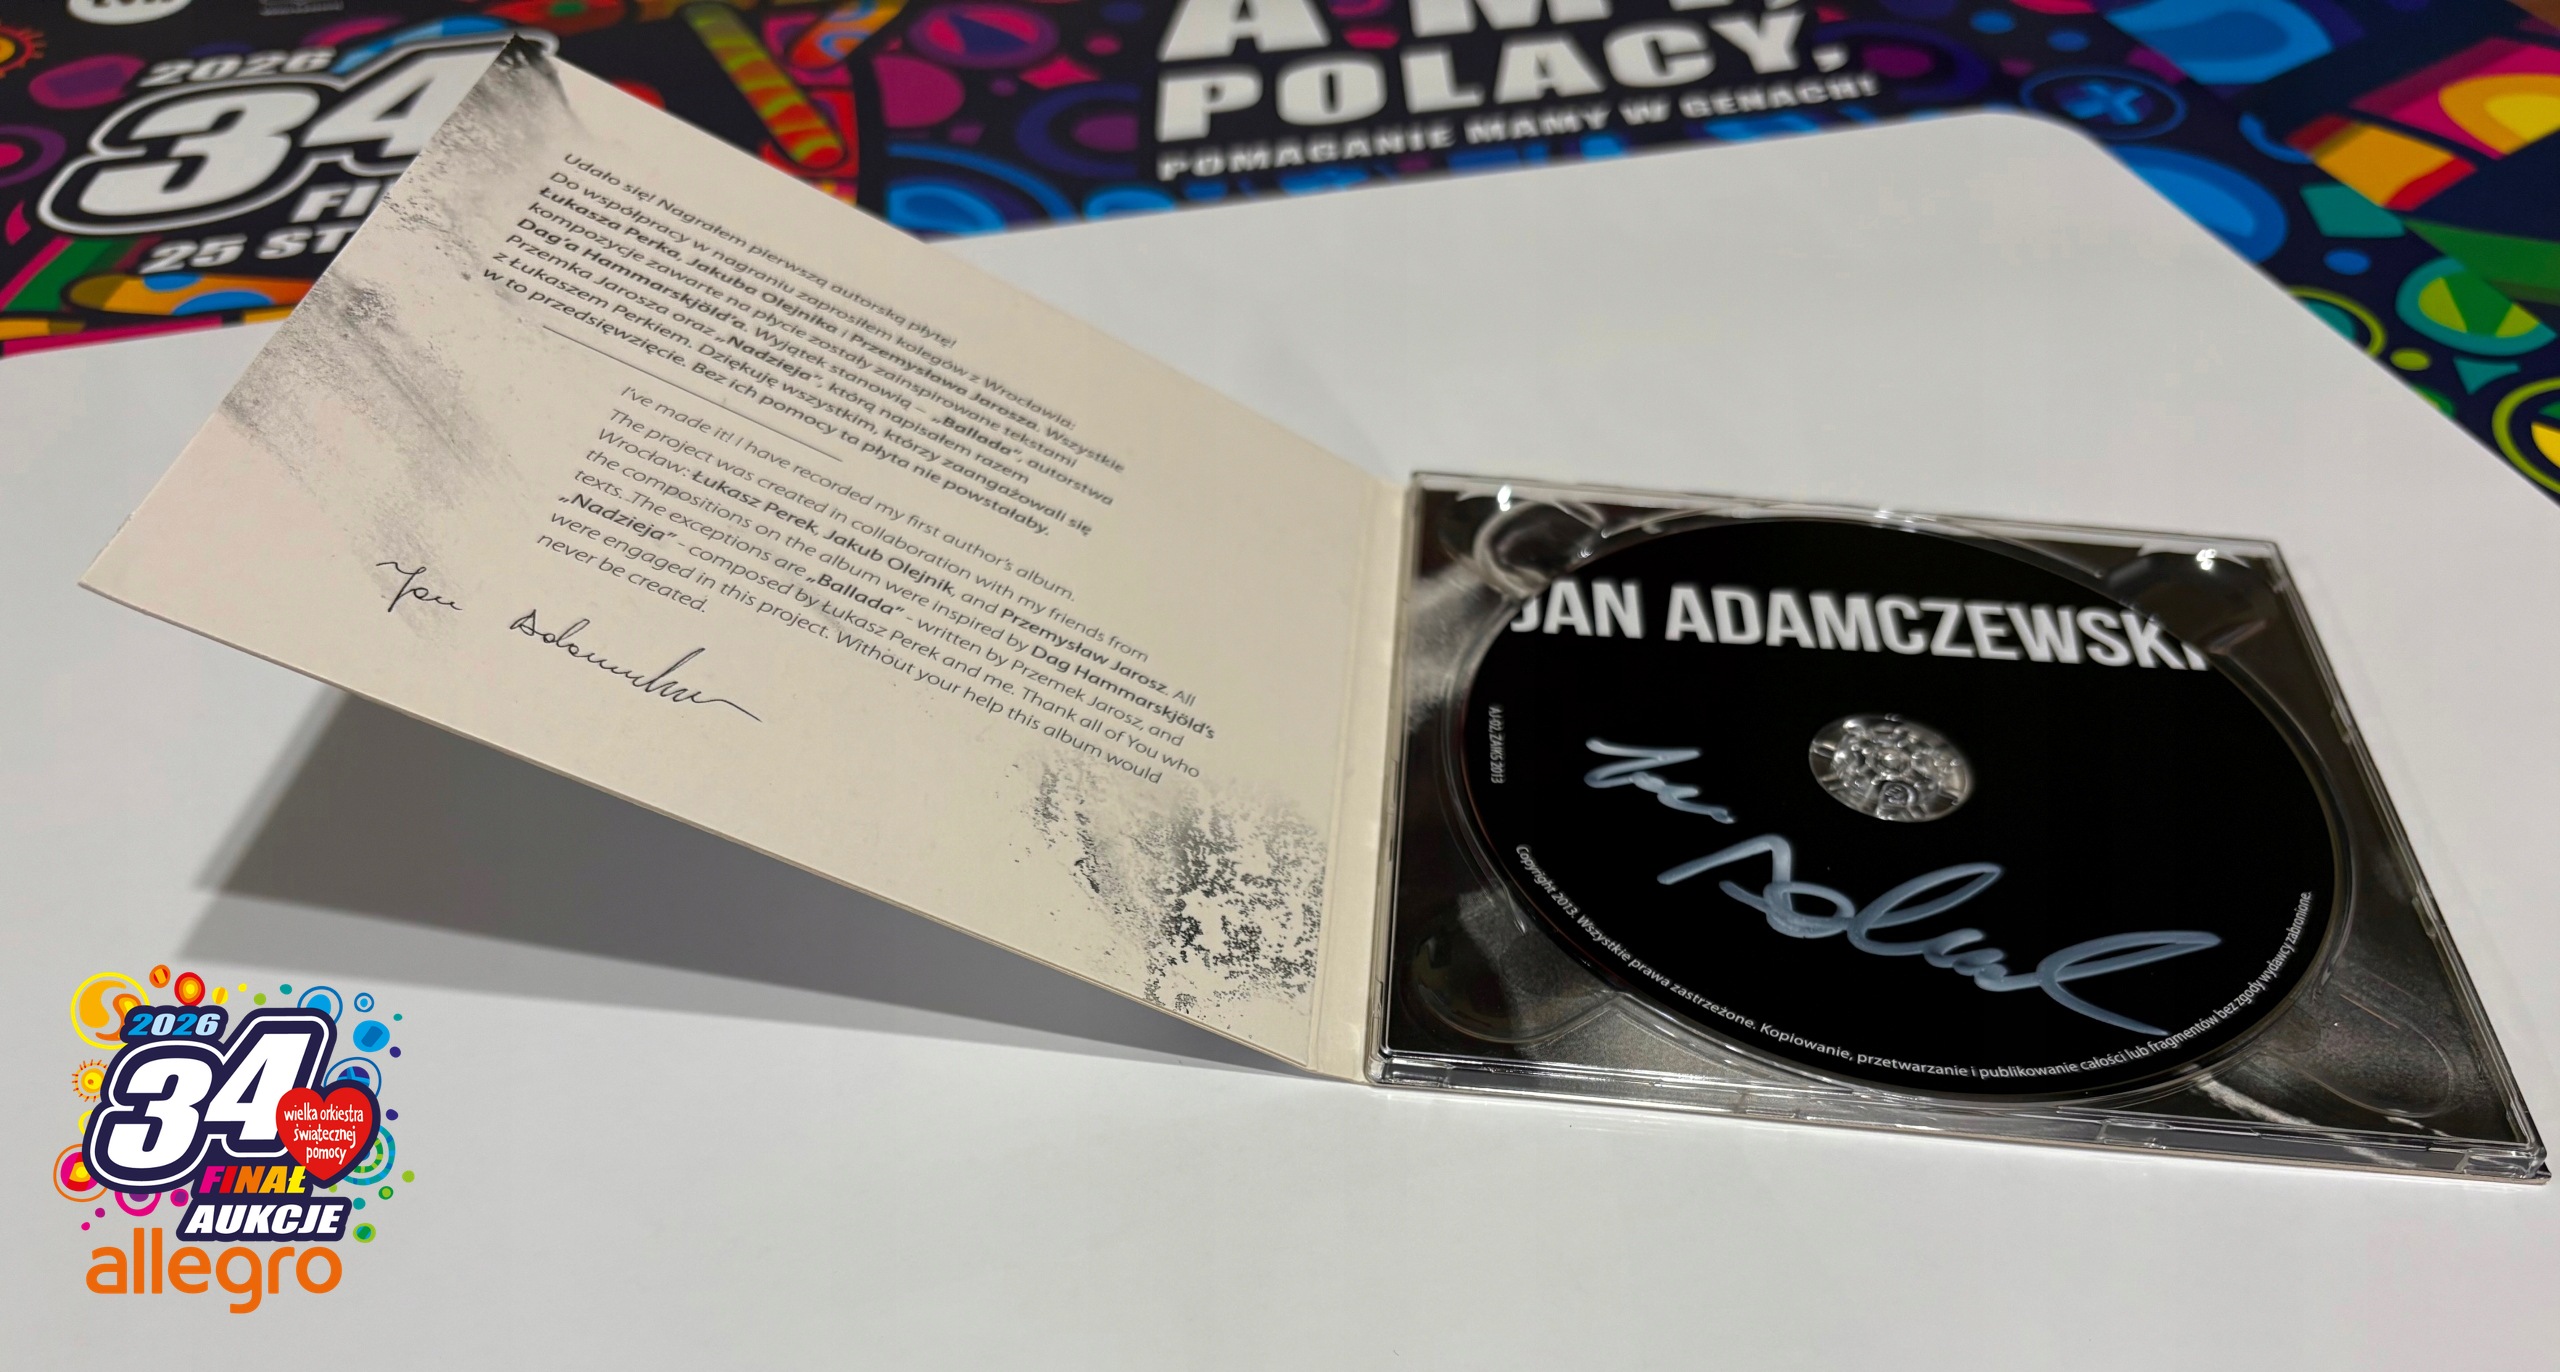 2026
34
FI
25 ST
A MY,
POLACY,
POMAGANIE MAMY W GENACH!
Udało się! Nagrałem pierwszą autorską płytę!
Do współpracy w nagraniu zaprosiłem kolegów z Wrocławia:
Łukasza Perka, Jakuba Olejnika i Przemysława Jarosza. Wszystkie
kompozycje zawarte na płycie zostały zainspirowane tekstami
Dag'a Hammarskjöld'a. Wyjątek stanowią – „Ballada", autorstwa
Przemka Jarosza oraz „Nadzieja", którą napisałem razem
z Łukaszem Perkiem. Dziękuję wszystkim, którzy zaangażowali się
w to przedsięwzięcie. Bez ich pomocy ta płyta nie powstałaby.
I've made it! I have recorded my first author's album.
The project was created in collaboration with my friends from
Wrocław: Łukasz Perek, Jakub Olejnik, and Przemysław Jarosz. All
the compositions on the album were inspired by Dag Hammarskjöld's
texts. The exceptions are „Ballada" - written by Przemek Jarosz, and
„Nadzieja" - composed by Łukasz Perek and me. Thank all of You who
were engaged in this project. Without your help this album would
never be created.
Jan
JAN ADAMCZEWSKI
AJ-02, ZAIKS 2013
Jan
Copyright 2013. Wszystkie prawa zastrzeżone. Kopiowanie, przetwarzanie i publikowanie całości lub fragmentów bez zgody wydawcy zabronione.
2026
34
wielka orkiestra
świątecznej
pomocy
FINAŁ
AUKCJE
allegro